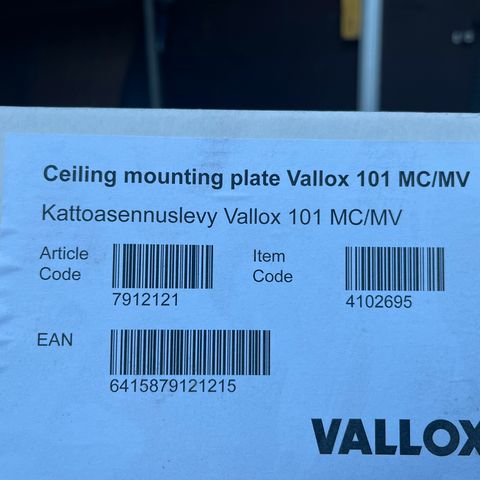 Ceiling mounting plate Vallox 101 MC/MV
Kattoasennuslevy Vallox 101 MC/MV
Article Code
7912121
Item Code
4102695
EAN
6415879121215
VALLOX